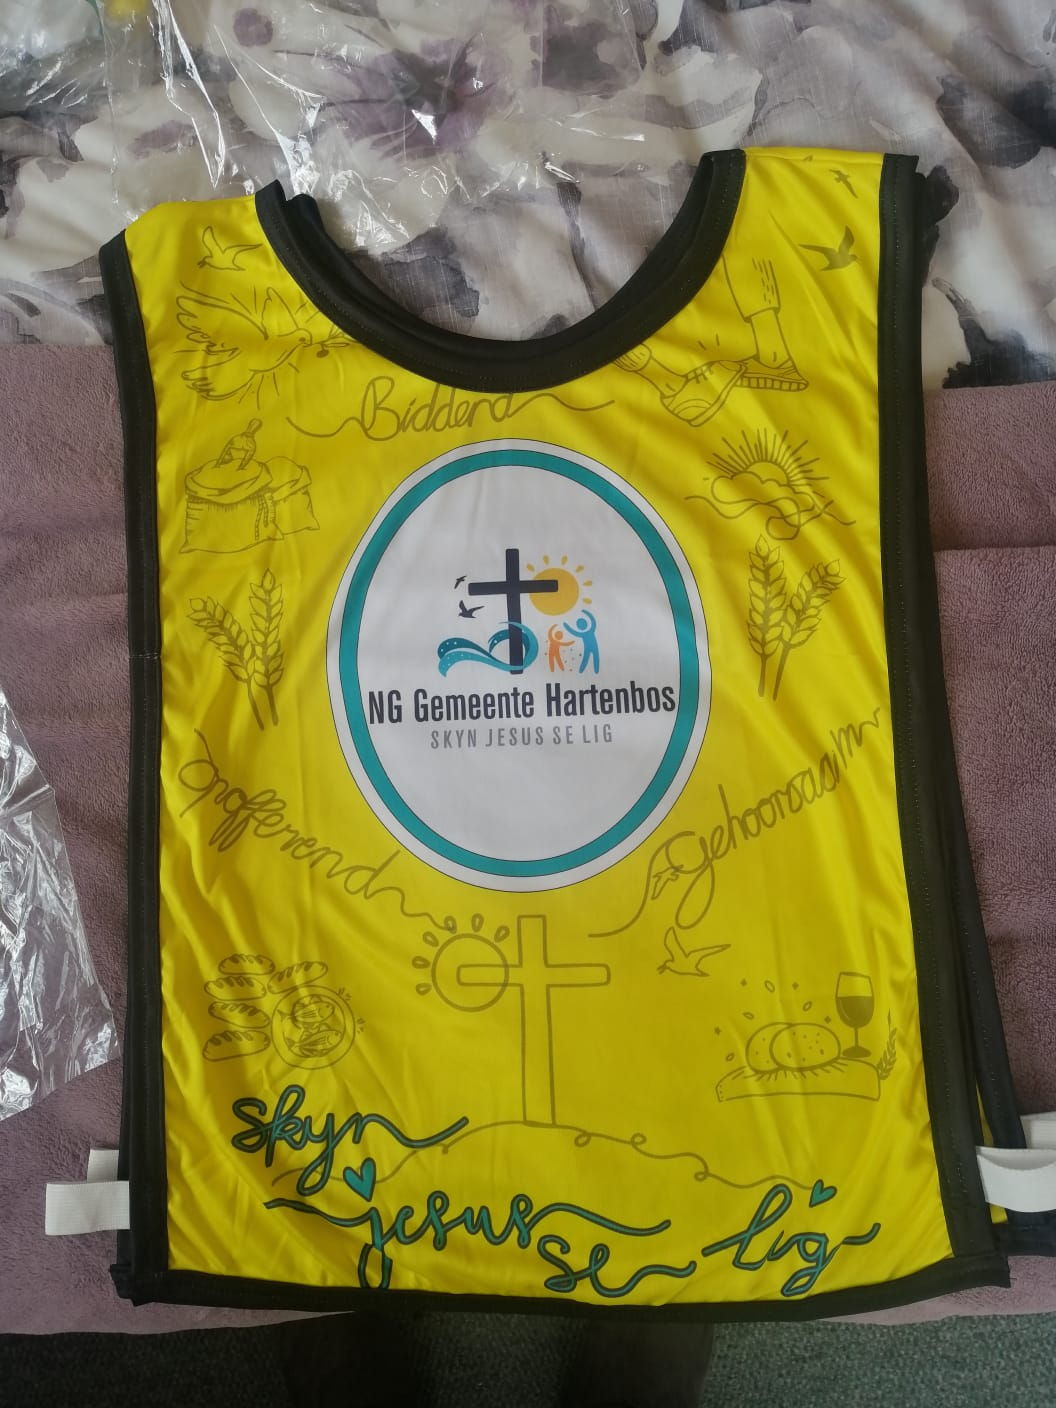 Biddend
NG Gemeente Hartenbos
SKYN JESUS SE LIG
Opofferend
Gehoorsaam
Skyn
jesus
se
lig